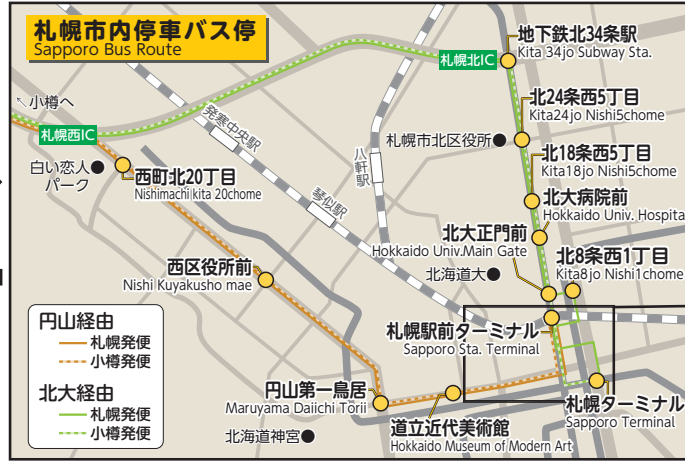 札幌市内停車バス停
Sapporo Bus Route
地下鉄北34条駅
Kita 34jo Subway Sta.
札幌北IC
↖小樽へ
北24条西5丁目
Kita24jo Nishi5chome
発寒中央駅
札幌西IC
札幌市北区役所
八軒駅
北18条西5丁目
Kita18jo Nishi5chome
白い恋人
パーク
西町北20丁目
Nishimachi kita 20chome
琴似駅
北大病院前
Hokkaido Univ. Hospita
北大正門前
Hokkaido Univ.Main Gate
北8条西1丁目
Kita8jo Nishi1chome
西区役所前
Nishi Kuyakusho mae
北海道大
円山経由
札幌発便
小樽発便
北大経由
札幌発便
小樽発便
札幌駅前ターミナル
Sapporo Sta. Terminal
円山第一鳥居
Maruyama Daiichi Torii
札幌ターミナル
Sapporo Terminal
道立近代美術館
Hokkaido Museum of Modern Art
北海道神宮